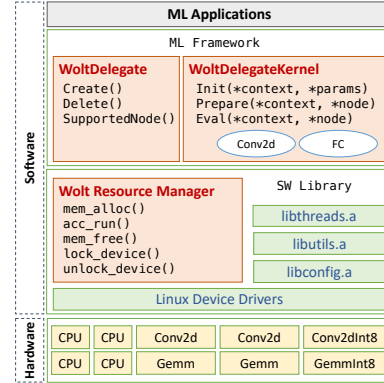 ML Applications
ML Framework
WoltDelegate
Create()
Delete()
SupportedNode()
WoltDelegateKernel
Init(*context, *params)
Prepare(*context, *node)
Eval(*context, *node)
Conv2d
FC
Software
Wolt Resource Manager
mem_alloc()
acc_run()
mem_free()
lock_device()
unlock_device()
SW Library
libthreads.a
libutils.a
libconfig.a
Linux Device Drivers
Hardware
CPU CPU Conv2d Conv2d Conv2dInt8
CPU CPU Gemm Gemm GemmInt8